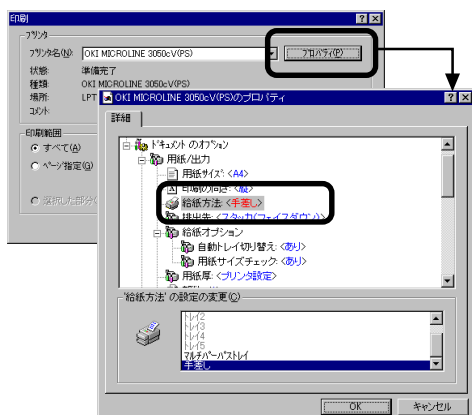 印刷
プリンタ
プリンタ名(N): OKI MICROLINE 3050cV(PS)
プロパティ(P)
状態: 準備完了
種類: OKI MICROLINE 3050cV(PS)
場所: LPT
コメント:
印刷範囲
すべて(A)
ページ指定(G)
選択した部分(
OKI MICROLINE 3050cV(PS)のプロパティ
詳細
ドキュメント のオプション
用紙/出力
用紙サイズ: <A4>
印刷の向き: <縦>
給紙方法: <手差し>
排出先: <スタッカ(フェイスダウン)>
給紙オプション
自動トレイ切り替え: <あり>
用紙サイズチェック: <あり>
用紙厚: <プリンタ設定>
'給紙方法' の設定の変更(C)
トレイ2
トレイ3
トレイ4
トレイ5
マルチパーパストレイ
手差し
OK
キャンセル